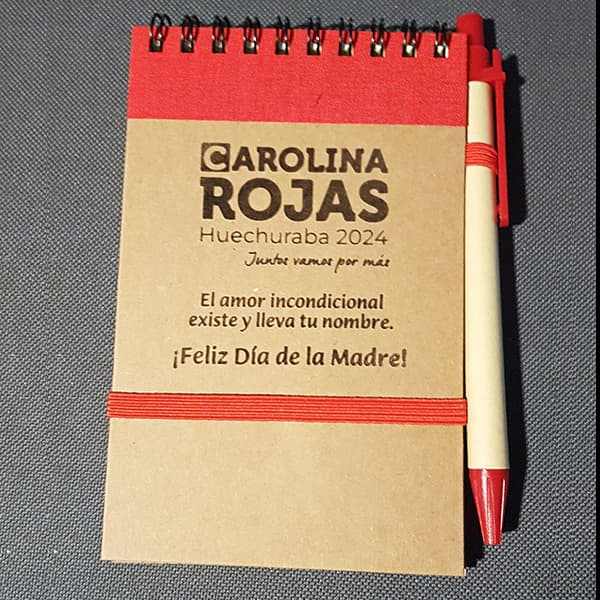 CAROLINA
ROJAS
Huechuraba 2024
Juntos vamos por más
El amor incondicional
existe y lleva tu nombre.
¡Feliz Día de la Madre!